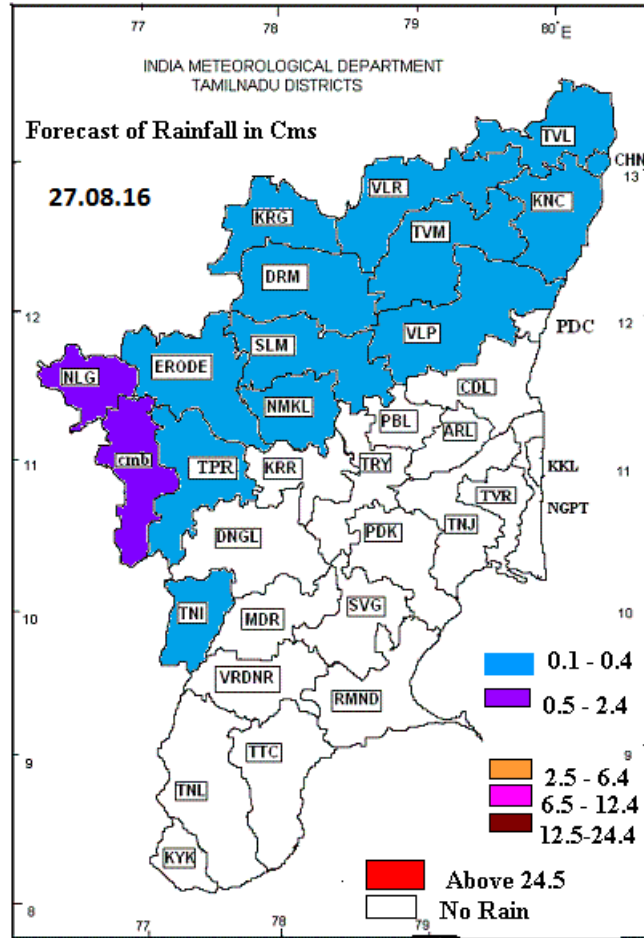 77 78 79 80°E
INDIA METEOROLOGICAL DEPARTMENT
TAMILNADU DISTRICTS
Forecast of Rainfall in Cms
TVL
CHN
13
VLR
27.08.16
KNC
KRG
TVM
DRM
12
12
PDC
VLP
SLM
ERODE
NLG
CDL
NMKL
PBL
ARL
cmb
11
TPR
KRR
TRY
KKL
11
TVR
NGPT
DNGL
PDK
TNJ
10
TNI
MDR
SVG
10
0.1 - 0.4
VRDNR
RMND
0.5 - 2.4
9
TTC
9
2.5 - 6.4
TNL
6.5 - 12.4
12.5-24.4
KYK
Above 24.5
8
No Rain
77 78 79